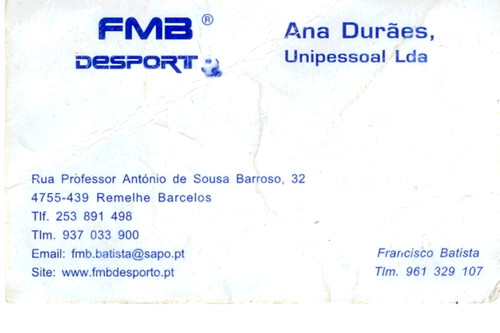 FMB ®
DESPORT
Ana Durães,
Unipessoal Lda
Rua Professor António de Sousa Barroso, 32
4755-439 Remelhe Barcelos
Tlf. 253 891 498
Tlm. 937 033 900
Email: fmb.batista@sapo.pt
Site: www.fmbdesporto.pt
Francisco Batista
Tlm. 961 329 107